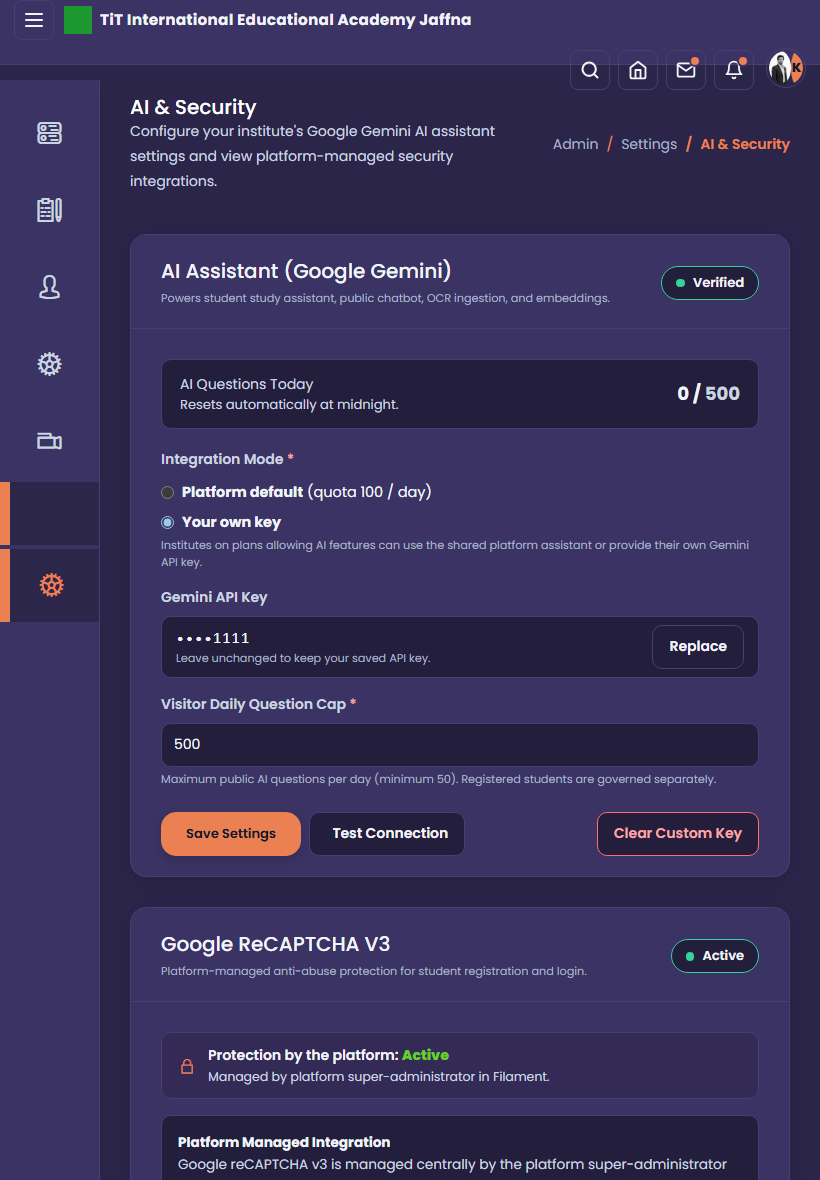 TiT International Educational Academy Jaffna
K
AI & Security
Configure your institute's Google Gemini AI assistant
settings and view platform-managed security
integrations.
Admin / Settings / AI & Security
AI Assistant (Google Gemini)
Powers student study assistant, public chatbot, OCR ingestion, and embeddings.
Verified
AI Questions Today
Resets automatically at midnight.
0 / 500
Integration Mode *
Platform default (quota 100 / day)
Your own key
Institutes on plans allowing AI features can use the shared platform assistant or provide their own Gemini
API key.
Gemini API Key
••••1111
Leave unchanged to keep your saved API key.
Replace
Visitor Daily Question Cap *
500
Maximum public AI questions per day (minimum 50). Registered students are governed separately.
Save Settings
Test Connection
Clear Custom Key
Google ReCAPTCHA V3
Platform-managed anti-abuse protection for student registration and login.
Active
Protection by the platform: Active
Managed by platform super-administrator in Filament.
Platform Managed Integration
Google reCAPTCHA v3 is managed centrally by the platform super-administrator